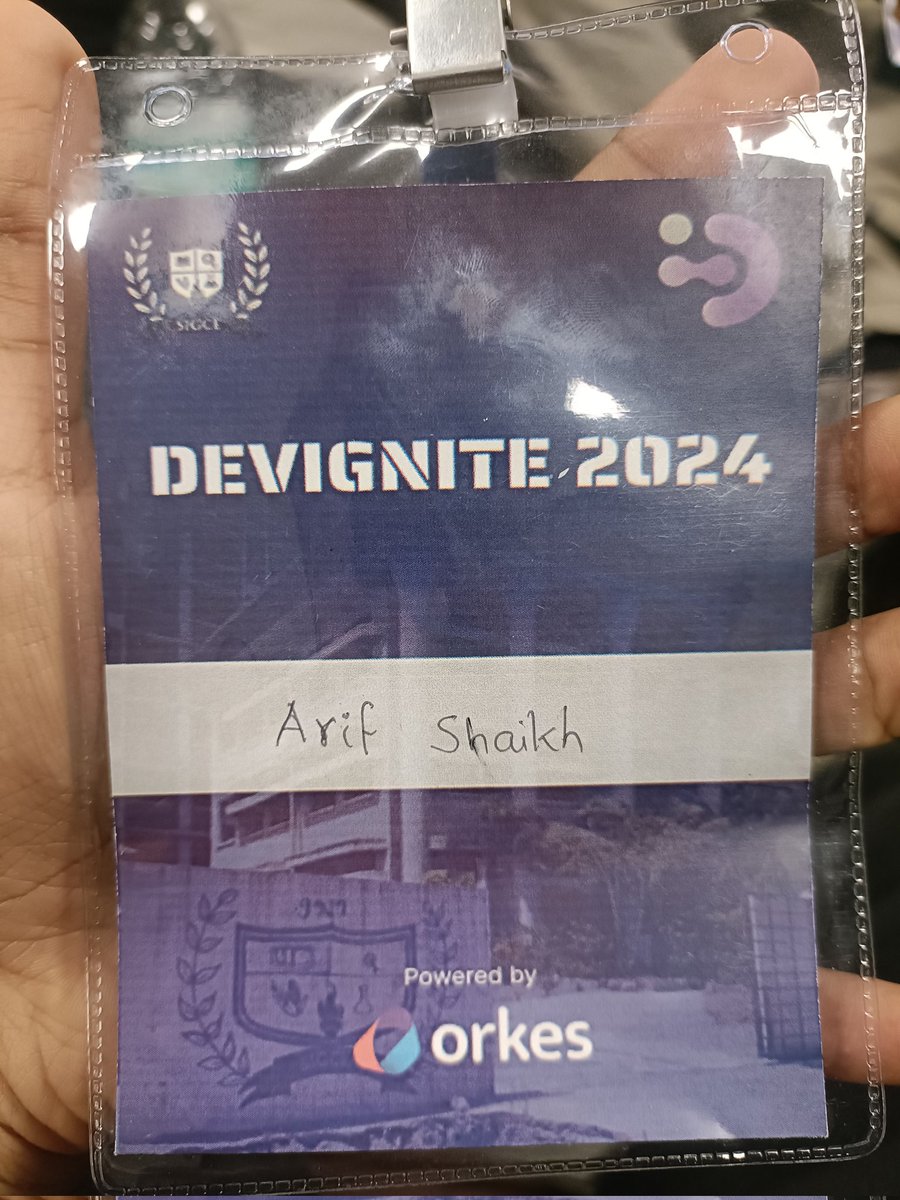 SIGCE
DEVIGNITE 2024
Arif Shaikh
Powered by
orkes